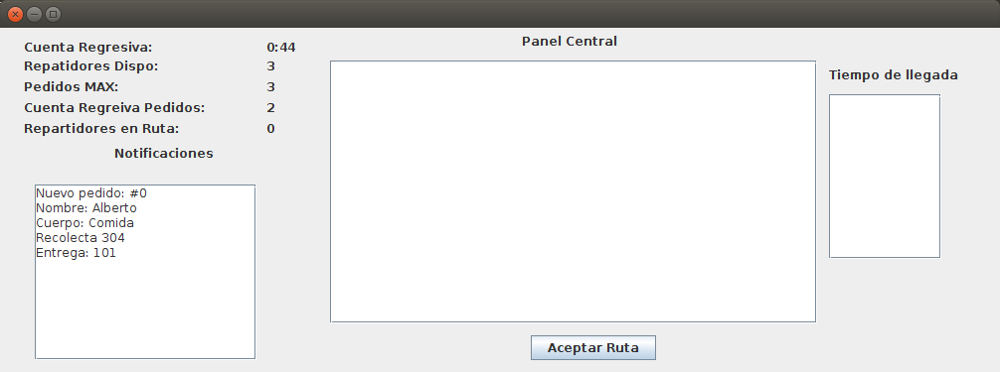 Cuenta Regresiva: 0:44
Repatidores Dispo: 3
Pedidos MAX: 3
Cuenta Regreiva Pedidos: 2
Repartidores en Ruta: 0
Notificaciones
Nuevo pedido: #0
Nombre: Alberto
Cuerpo: Comida
Recolecta 304
Entrega: 101
Panel Central
Aceptar Ruta
Tiempo de llegada